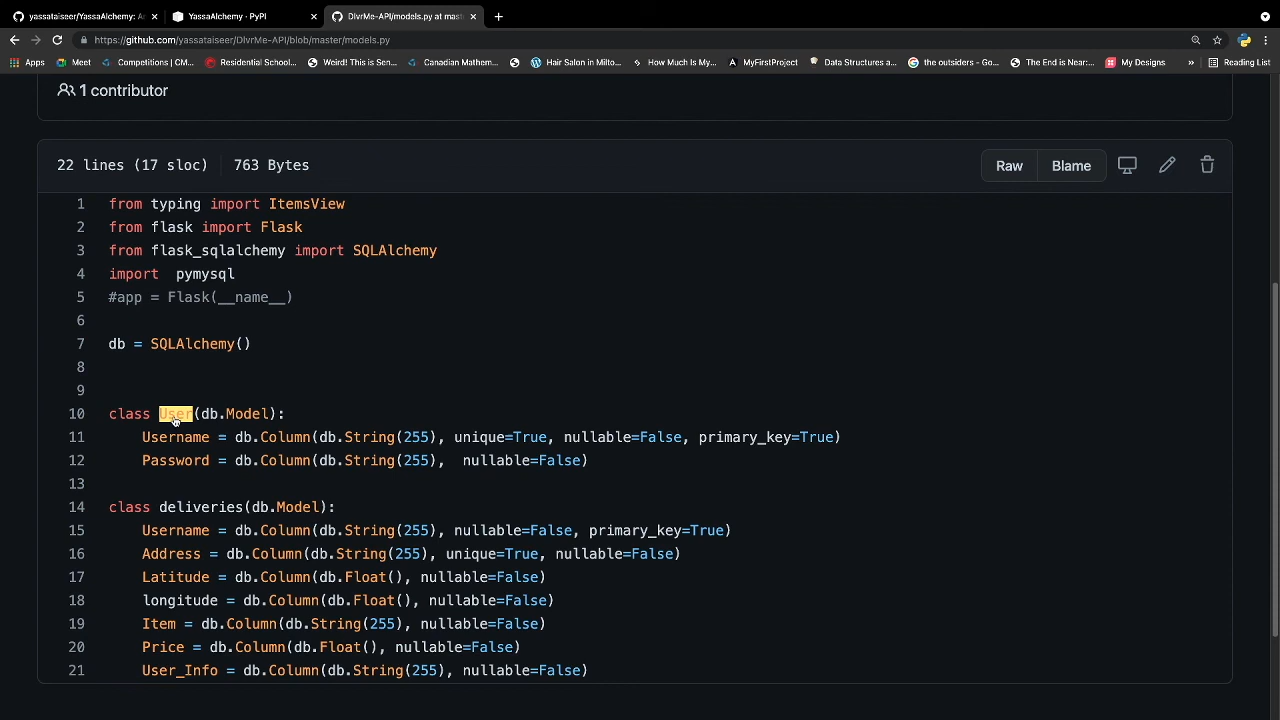 yassataiseer/YassaAlchemy: Ar
YassaAlchemy · PyPI
DlvrMe-API/models.py at mast
https://github.com/yassataiseer/DlvrMe-API/blob/master/models.py
Apps Meet Competitions | CM... Residential School... Weird! This is Sen... Canadian Mathem... Hair Salon in Milto... How Much Is My... MyFirstProject Data Structures a... the outsiders - Go... The End is Near:... My Designs » Reading List
1 contributor
22 lines (17 sloc) 763 Bytes Raw Blame
1 from typing import ItemsView
2 from flask import Flask
3 from flask_sqlalchemy import SQLAlchemy
4 import  pymysql
5 #app = Flask(__name__)
6
7 db = SQLAlchemy()
8
9
10 class User(db.Model):
11     Username = db.Column(db.String(255), unique=True, nullable=False, primary_key=True)
12     Password = db.Column(db.String(255),  nullable=False)
13
14 class deliveries(db.Model):
15     Username = db.Column(db.String(255), nullable=False, primary_key=True)
16     Address = db.Column(db.String(255), unique=True, nullable=False)
17     Latitude = db.Column(db.Float(), nullable=False)
18     longitude = db.Column(db.Float(), nullable=False)
19     Item = db.Column(db.String(255), nullable=False)
20     Price = db.Column(db.Float(), nullable=False)
21     User_Info = db.Column(db.String(255), nullable=False)